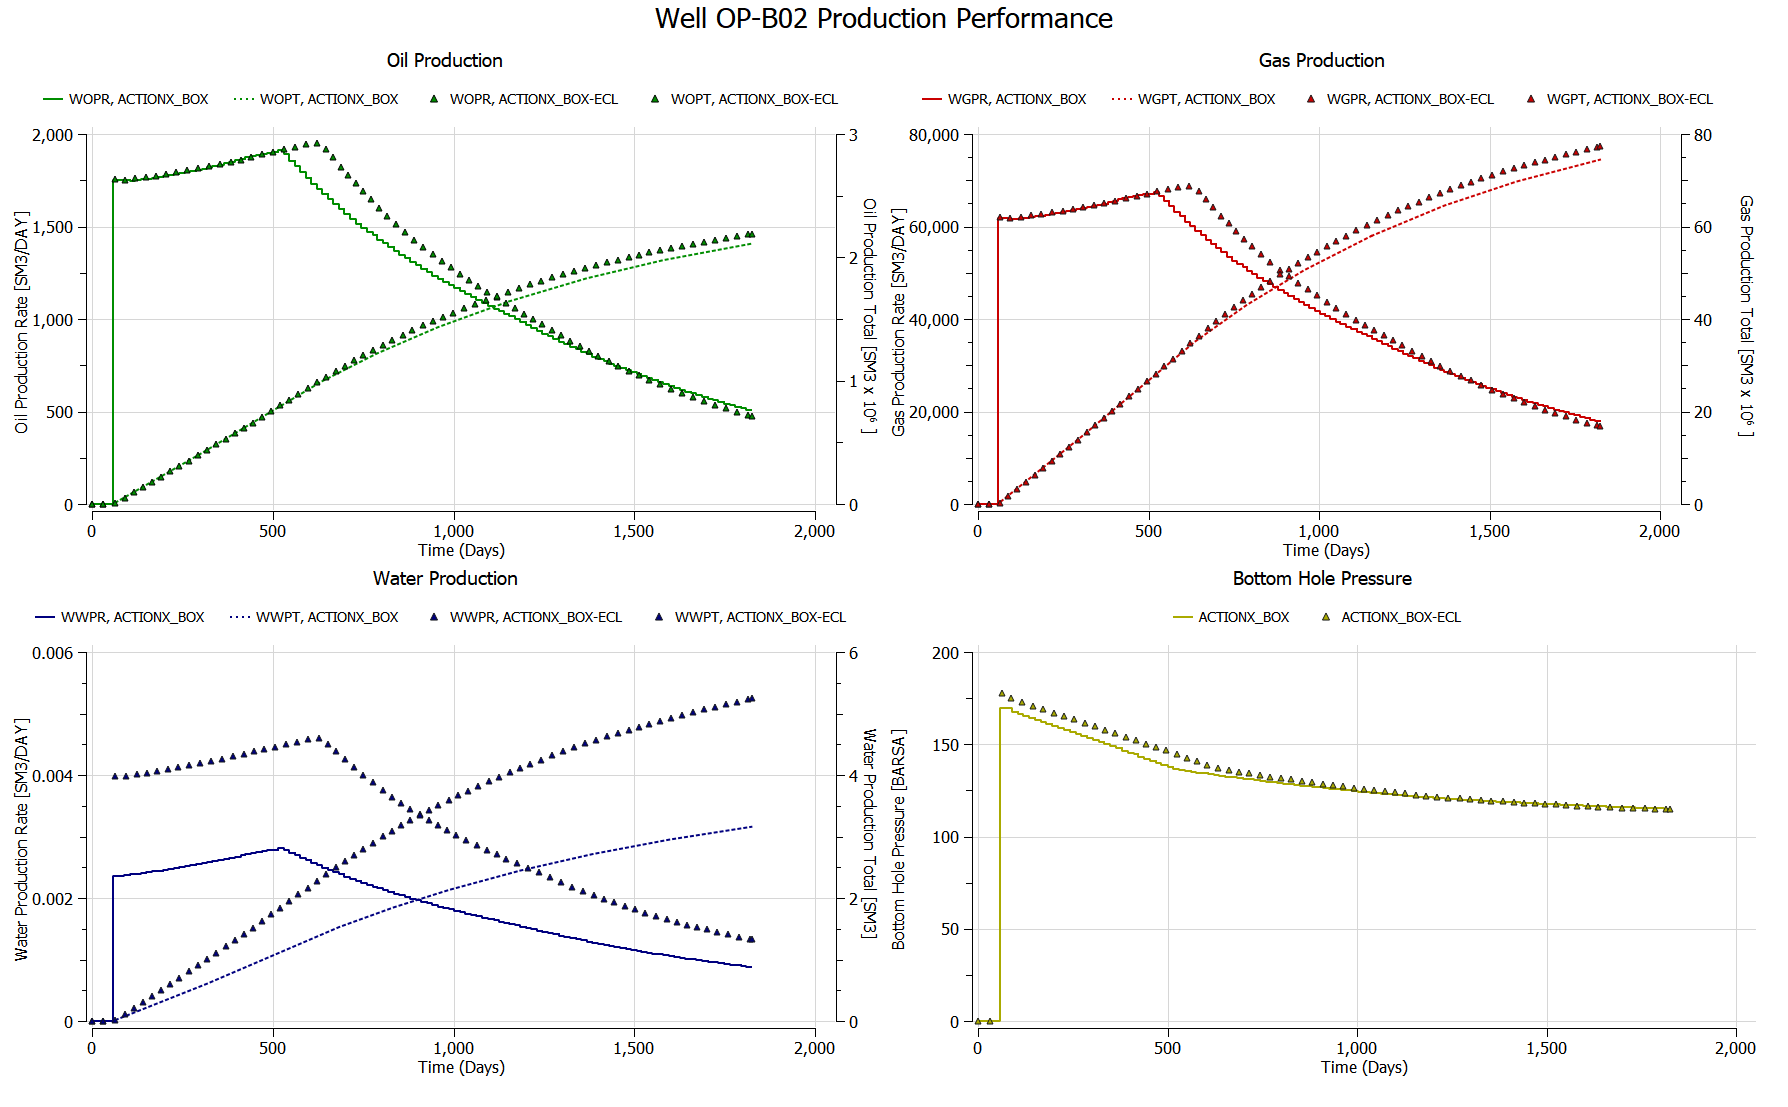 Well OP-B02 Production Performance
Oil Production
WOPR, ACTIONX_BOX WOPT, ACTIONX_BOX WOPR, ACTIONX_BOX-ECL WOPT, ACTIONX_BOX-ECL
2,000
1,500
1,000
500
0
Oil Production Rate [SM3/DAY]
3
2
1
0
Oil Production Total [SM3 x 10⁶ ]
0 500 1,000 1,500 2,000
Time (Days)
Gas Production
WGPR, ACTIONX_BOX WGPT, ACTIONX_BOX WGPR, ACTIONX_BOX-ECL WGPT, ACTIONX_BOX-ECL
80,000
60,000
40,000
20,000
0
Gas Production Rate [SM3/DAY]
80
60
40
20
0
Gas Production Total [SM3 x 10⁶ ]
0 500 1,000 1,500 2,000
Time (Days)
Water Production
WWPR, ACTIONX_BOX WWPT, ACTIONX_BOX WWPR, ACTIONX_BOX-ECL WWPT, ACTIONX_BOX-ECL
0.006
0.004
0.002
0
Water Production Rate [SM3/DAY]
6
4
2
0
Water Production Total [SM3]
0 500 1,000 1,500 2,000
Time (Days)
Bottom Hole Pressure
ACTIONX_BOX ACTIONX_BOX-ECL
200
150
100
50
0
Bottom Hole Pressure [BARSA]
0 500 1,000 1,500 2,000
Time (Days)